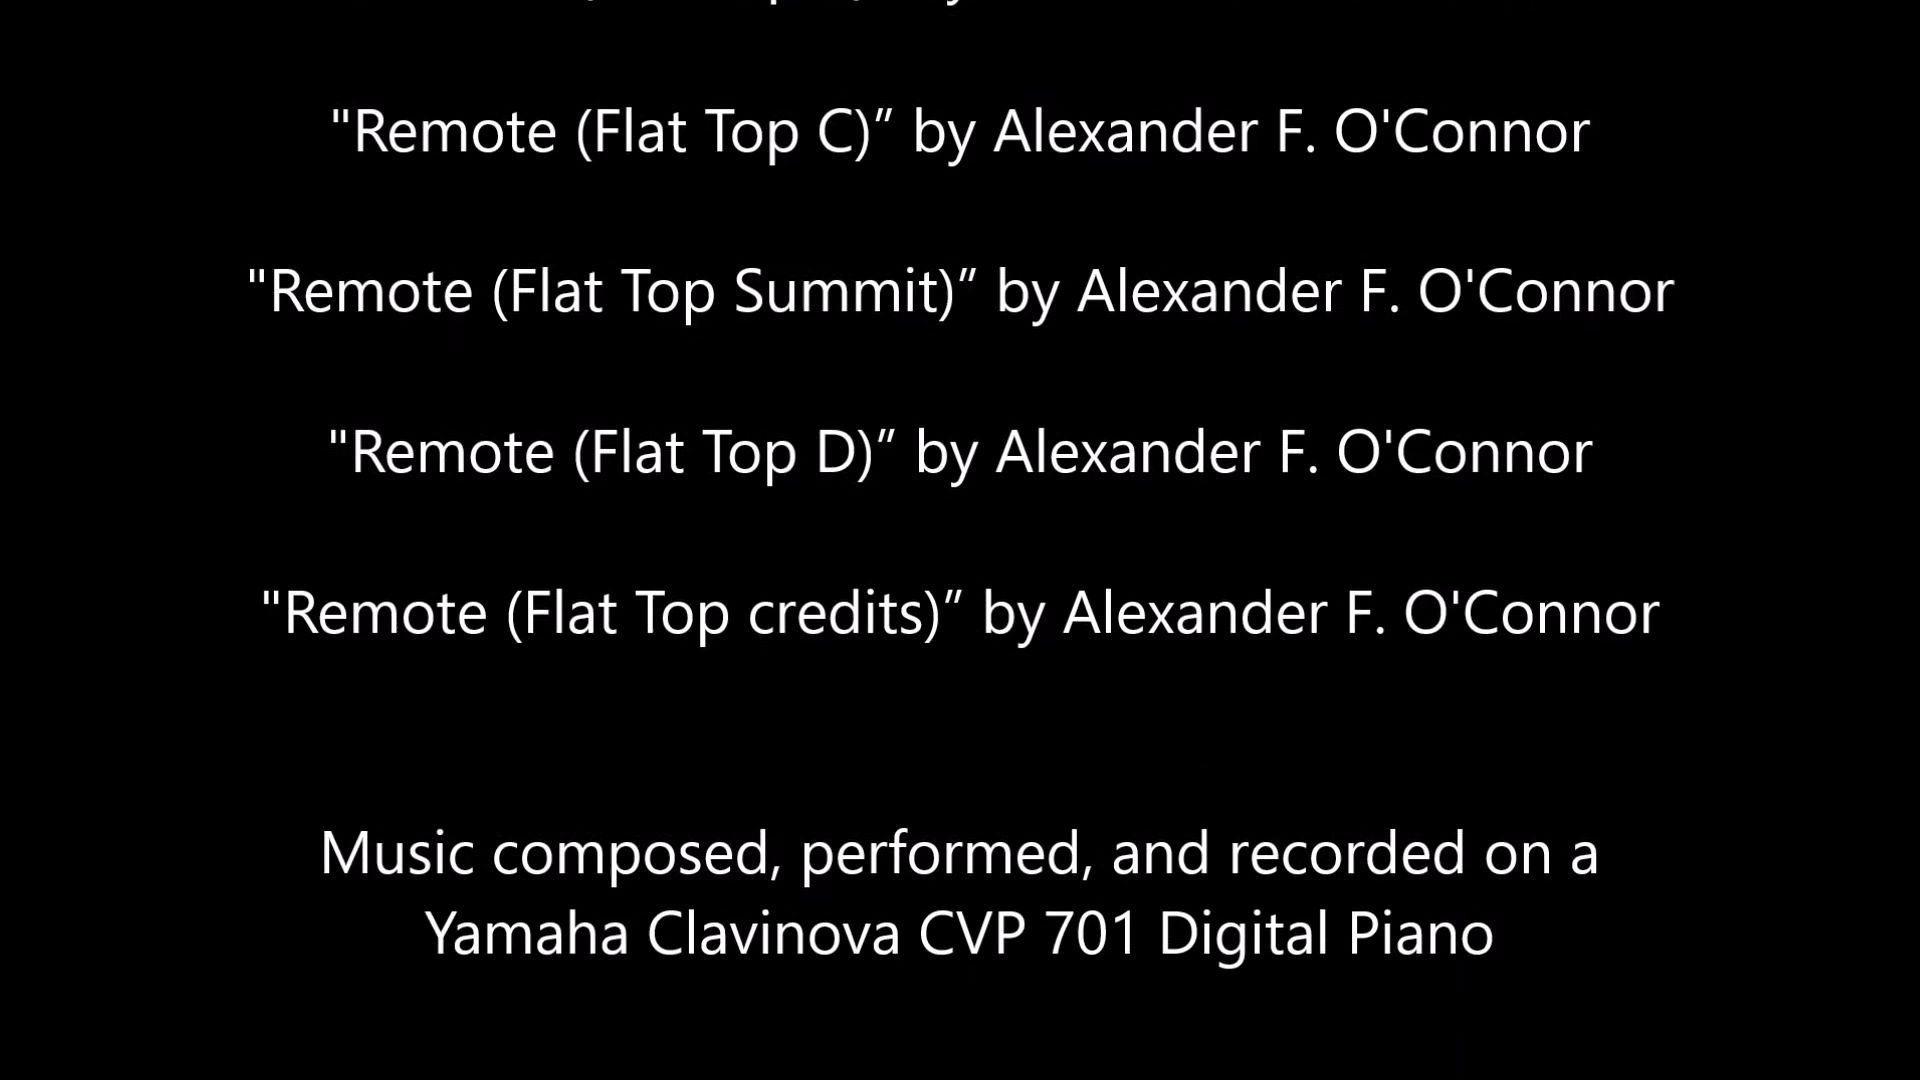 "Remote (Flat Top C)” by Alexander F. O'Connor
"Remote (Flat Top Summit)” by Alexander F. O'Connor
"Remote (Flat Top D)” by Alexander F. O'Connor
"Remote (Flat Top credits)” by Alexander F. O'Connor
Music composed, performed, and recorded on a
Yamaha Clavinova CVP 701 Digital Piano